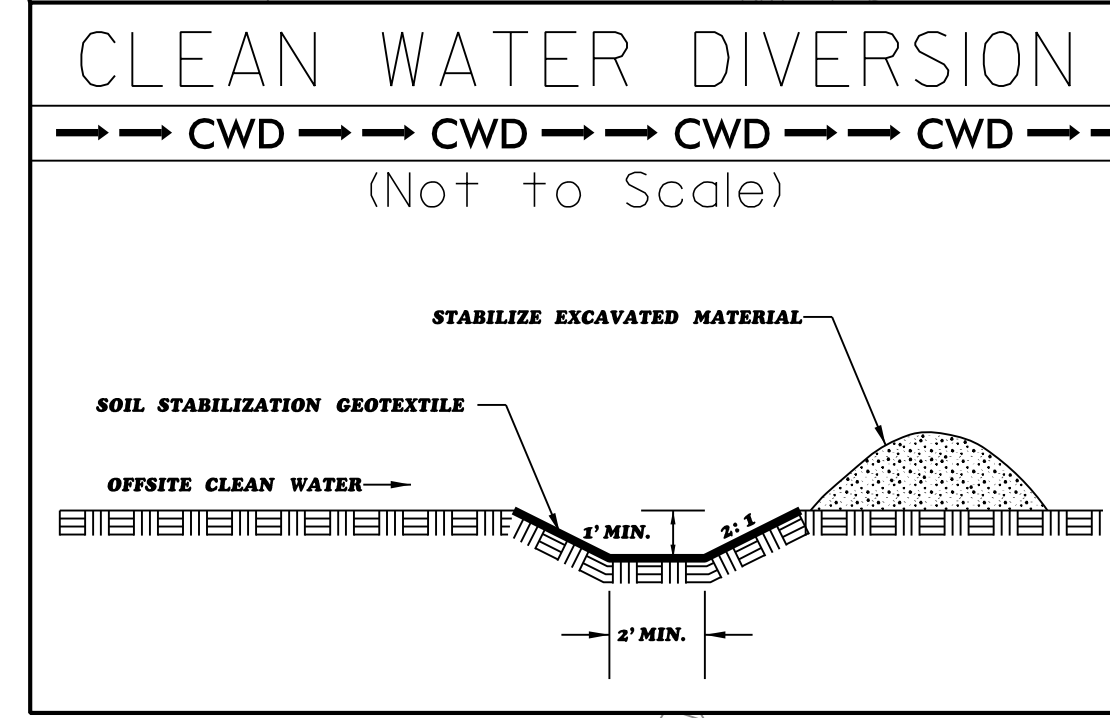 CLEAN WATER DIVERSION
CWD CWD CWD CWD
(Not to Scale)
STABILIZE EXCAVATED MATERIAL
SOIL STABILIZATION GEOTEXTILE
OFFSITE CLEAN WATER
1' MIN.
2:1
2' MIN.